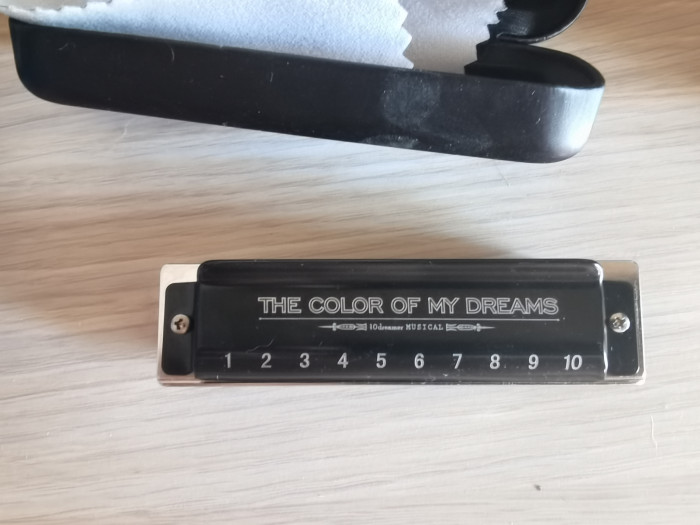 THE COLOR OF MY DREAMS
10dreamer MUSICAL
1 2 3 4 5 6 7 8 9 10